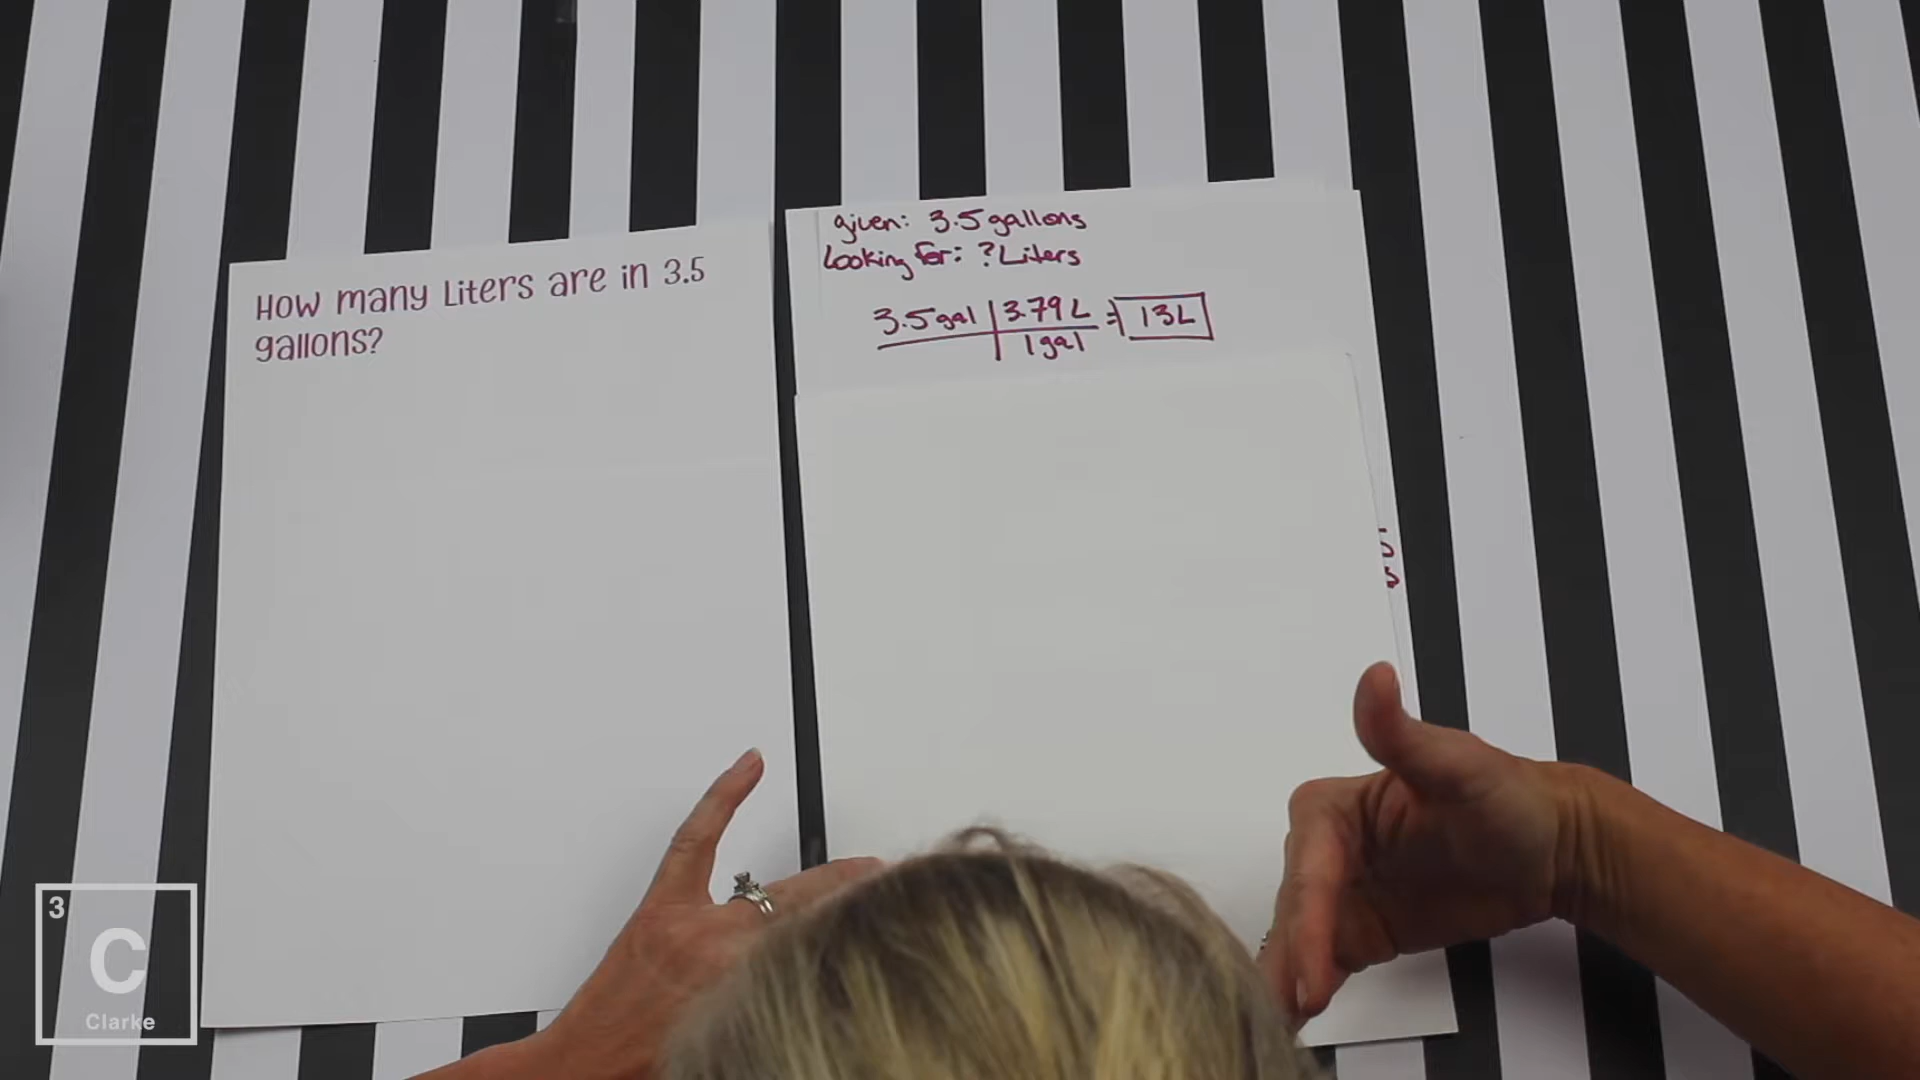 How many Liters are in 3.5
gallons?
given: 3.5 gallons
Looking for: ? Liters
3.5 gal | 3.79 L = 13L
1 gal
3
C
Clarke